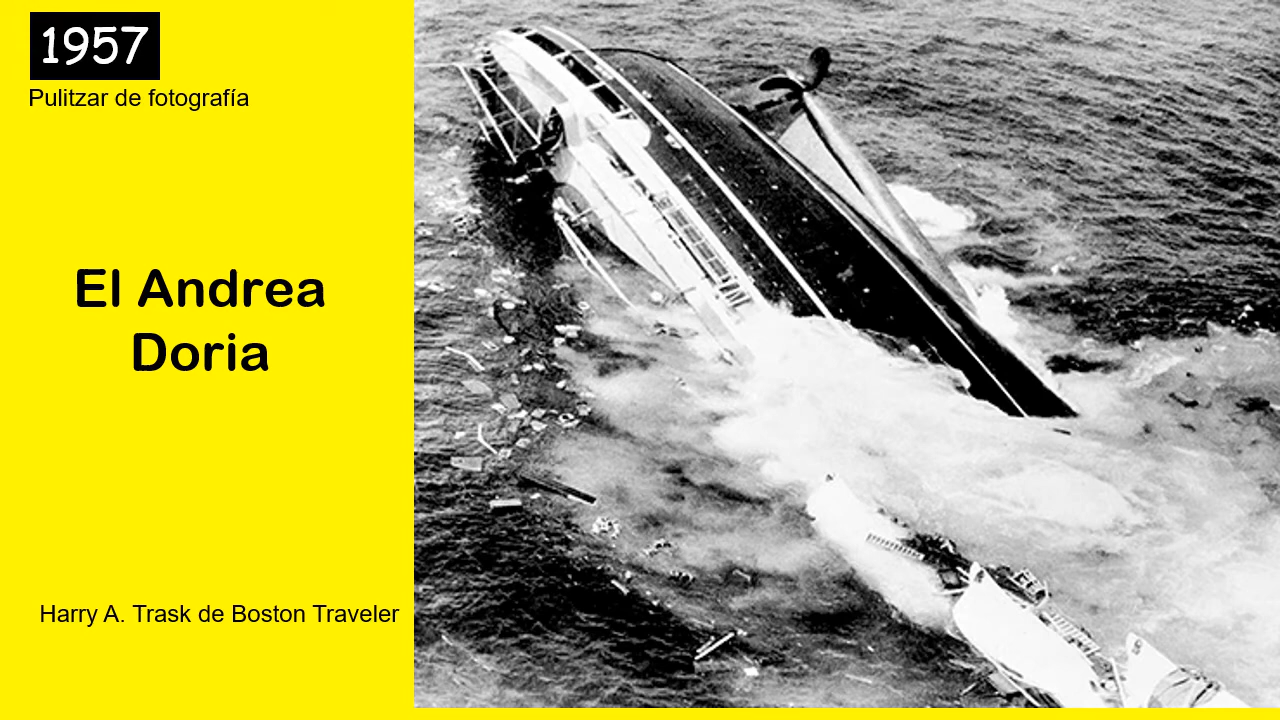 1957
Pulitzar de fotografía
El Andrea
Doria
Harry A. Trask de Boston Traveler